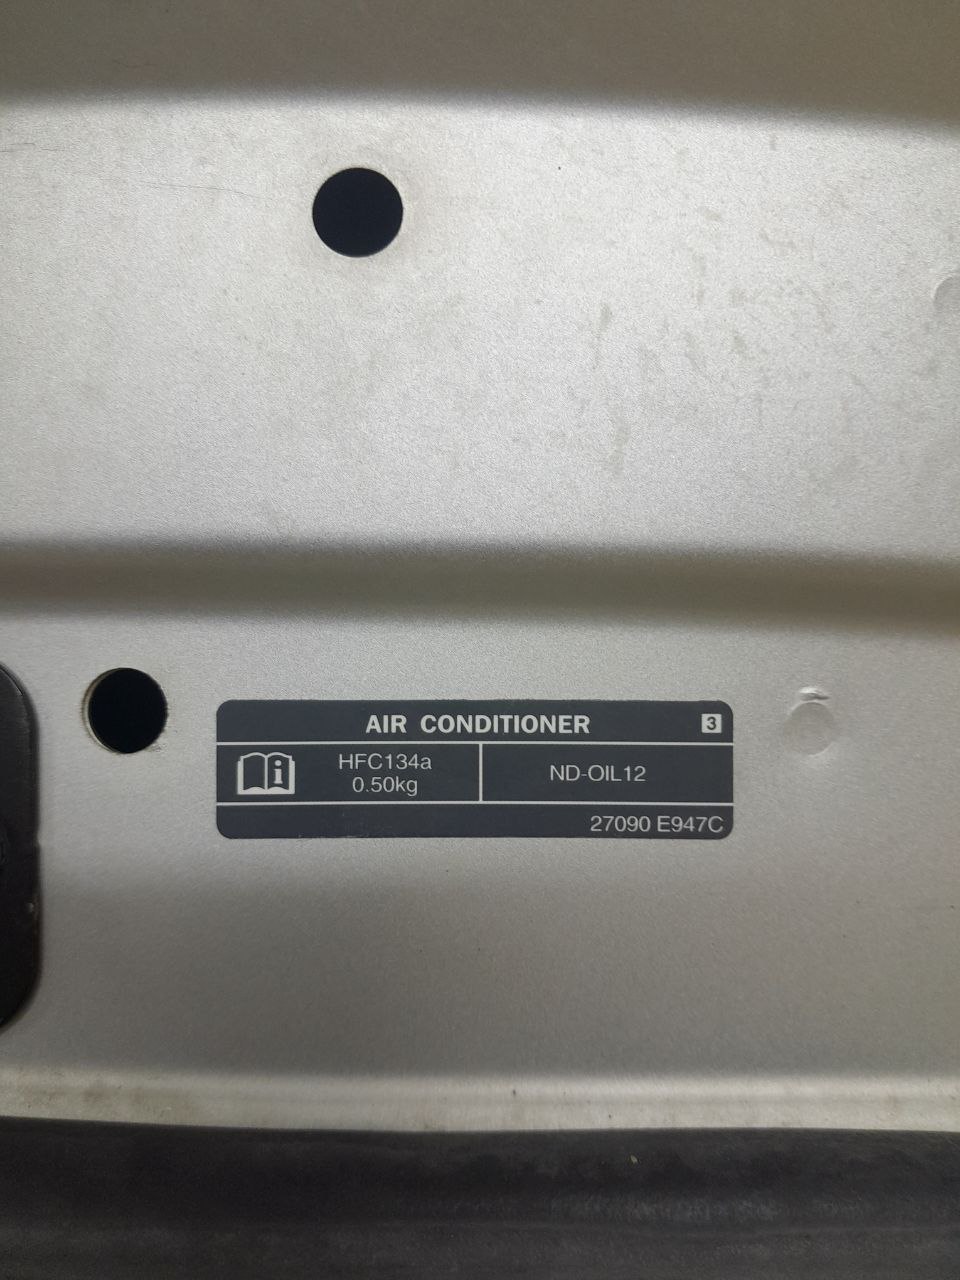 AIR CONDITIONER 3
HFC134a
0.50kg
ND-OIL12
27090 E947C